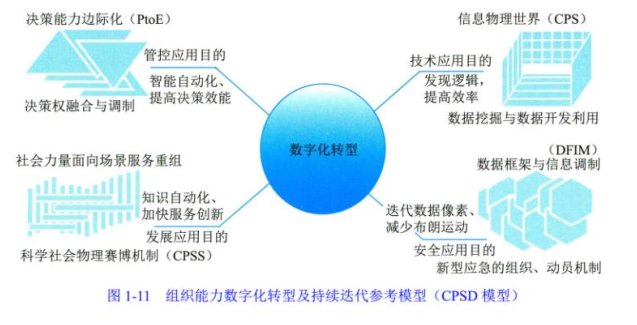 决策能力边际化（PtoE）
管控应用目的
智能自动化、
提高决策效能
决策权融合与调制
信息物理世界（CPS）
技术应用目的
发现逻辑，
提高效率
数据挖掘与数据开发利用
数字化转型
社会力量面向场景服务重组
知识自动化、
加快服务创新
发展应用目的
科学社会物理赛博机制（CPSS）
（DFIM）
数据框架与信息调制
迭代数据像素、
减少布朗运动
安全应用目的
新型应急的组织、动员机制
图 1-11 组织能力数字化转型及持续迭代参考模型（CPSD 模型）